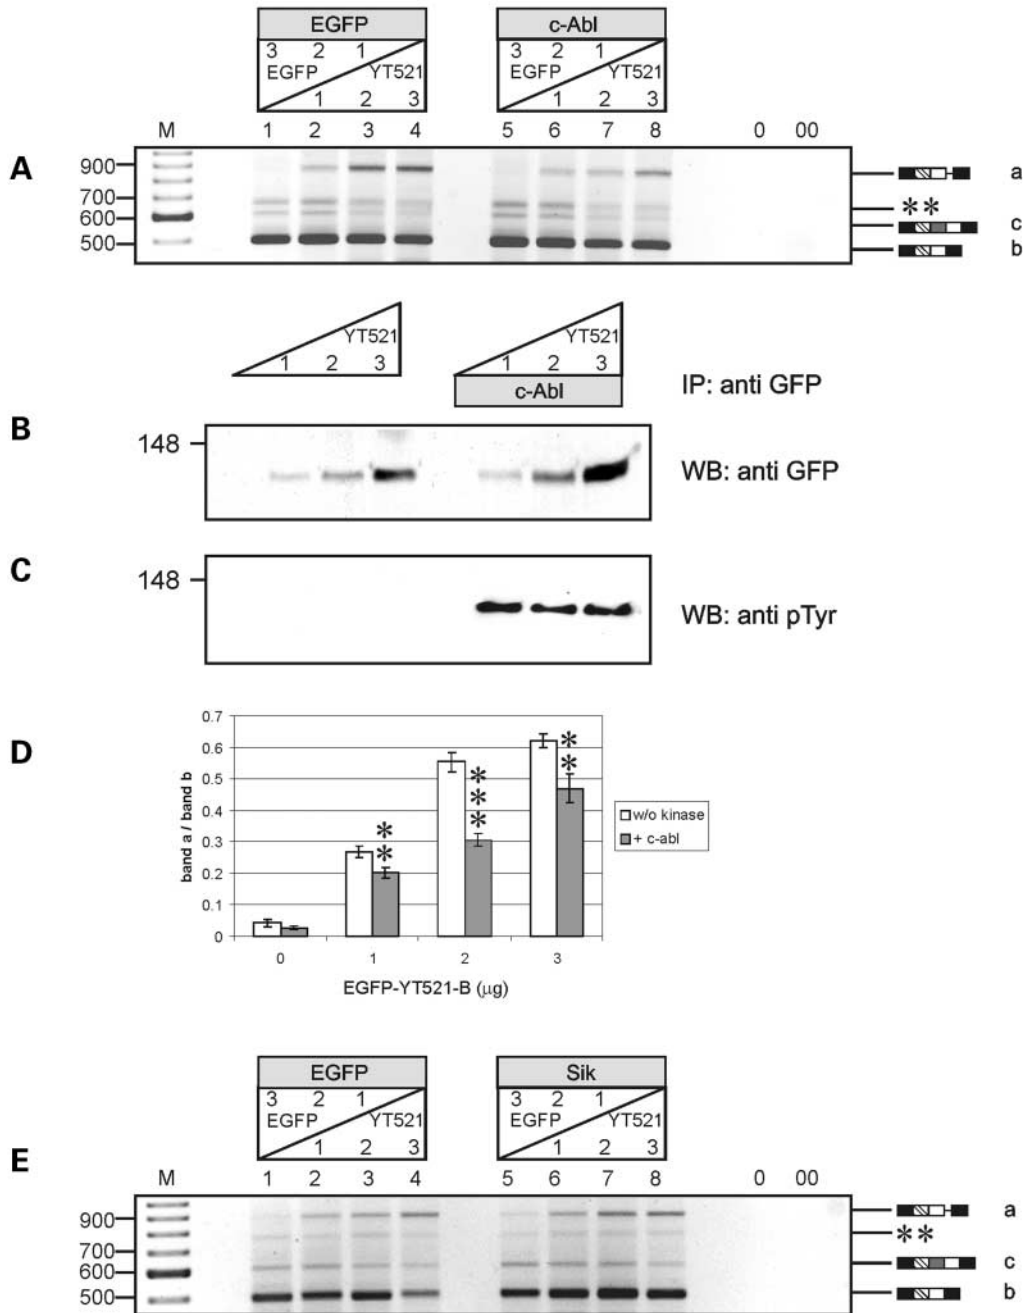 EGFP
c-Abl
3 2 1
3 2 1
EGFP YT521
EGFP YT521
1 2 3
1 2 3
M 1 2 3 4 5 6 7 8 0 00
A
900
700
600
500
a
**
c
b
YT521
1 2 3
YT521
1 2 3
c-Abl
IP: anti GFP
B
148
WB: anti GFP
C
148
WB: anti pTyr
D
0.7
0.6
0.5
0.4
0.3
0.2
0.1
0
band a / band b
**
***
**
w/o kinase
+ c-abl
0 1 2 3
EGFP-YT521-B (µg)
EGFP
Sik
3 2 1
3 2 1
EGFP YT521
EGFP YT521
1 2 3
1 2 3
E
M 1 2 3 4 5 6 7 8 0 00
900
700
600
500
a
**
c
b